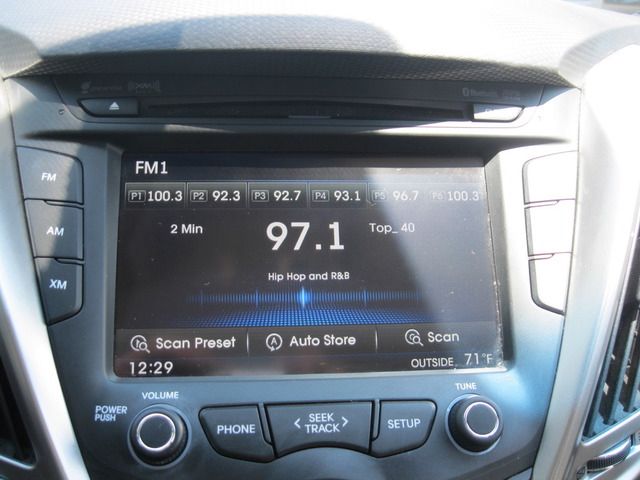 XM
Bluetooth
FM1
FM
P1 100.3 P2 92.3 P3 92.7 P4 93.1 P5 96.7 P6 100.3
2 Min 97.1 Top_40
AM
Hip Hop and R&B
XM
Scan Preset Auto Store Scan
12:29 OUTSIDE 71°F
VOLUME TUNE
POWER PUSH
PHONE < SEEK TRACK > SETUP